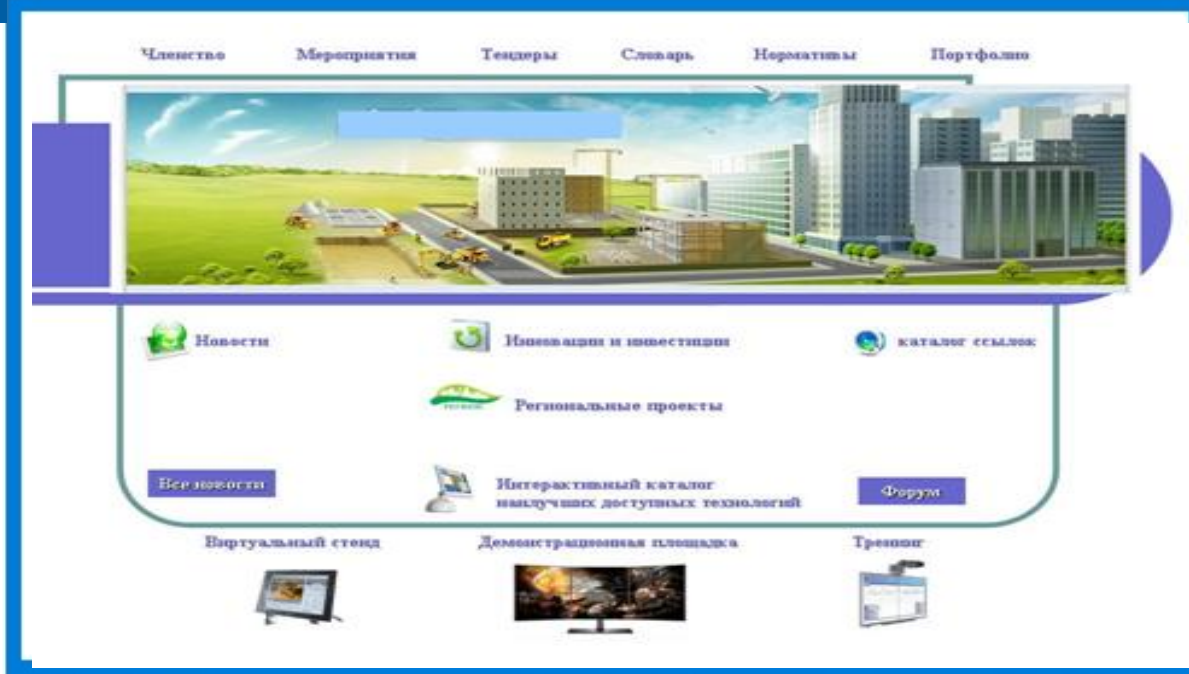 Членство Мероприятия Тендеры Словарь Нормативы Портфолио
Новости Инновации и инвестиции каталог ссылок
Региональные проекты
Все новости Интерактивный каталог Форум
наилучших доступных технологий
Виртуальный стенд Демонстрационная площадка Тренинг